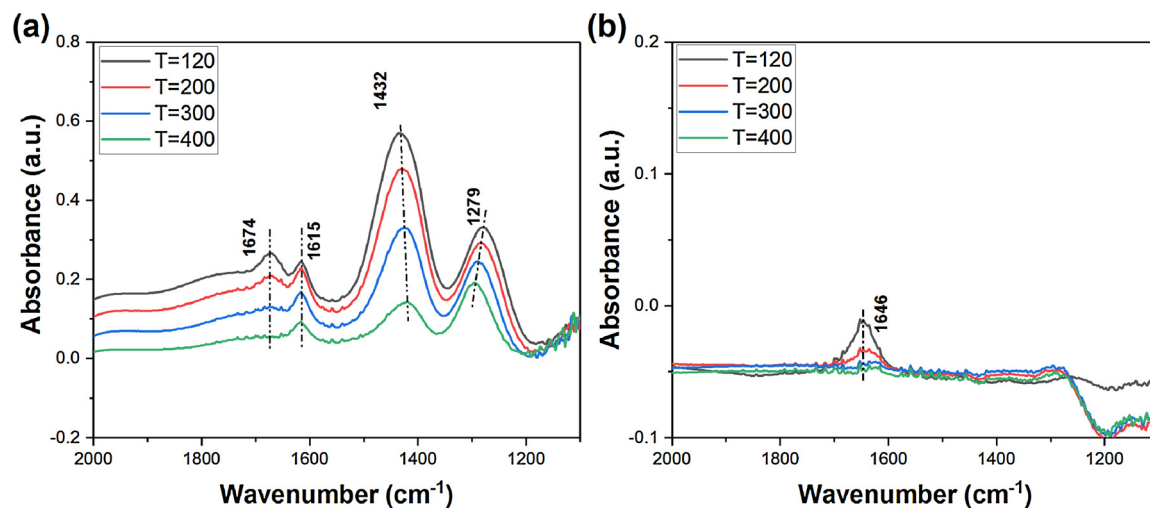 (a)
0.8
0.6
0.4
0.2
0.0
-0.2
Absorbance (a.u.)
T=120
T=200
T=300
T=400
1674
1615
1432
1279
2000
1800
1600
1400
1200
Wavenumber (cm⁻¹)
(b)
0.2
0.1
0.0
-0.1
Absorbance (a.u.)
T=120
T=200
T=300
T=400
1646
2000
1800
1600
1400
1200
Wavenumber (cm⁻¹)